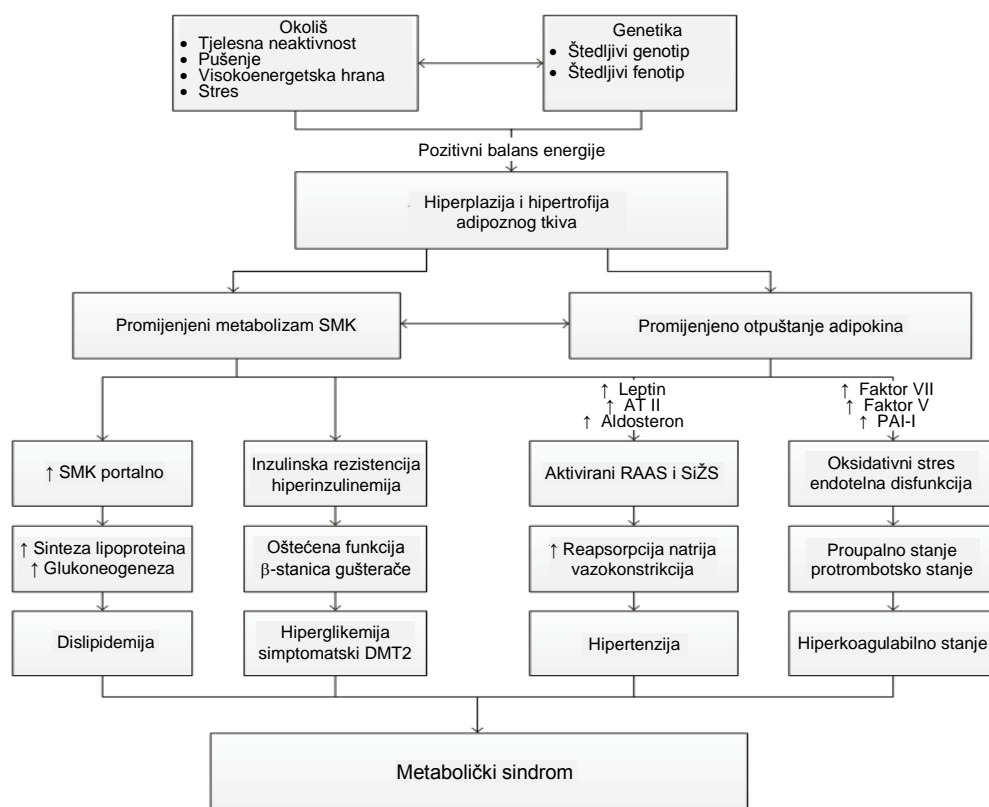 Okoliš
• Tjelesna neaktivnost
• Pušenje
• Visokoenergetska hrana
• Stres
Genetika
• Štedljivi genotip
• Štedljivi fenotip
Pozitivni balans energije
Hiperplazija i hipertrofija
adipoznog tkiva
Promijenjeni metabolizam SMK
Promijenjeno otpuštanje adipokina
↑ Leptin
↑ AT II
↑ Aldosteron
↑ Faktor VII
↑ Faktor V
↑ PAI-I
↑ SMK portalno
Inzulinska rezistencija
hiperinzulinemija
Aktivirani RAAS i SiŽS
Oksidativni stres
endotelna disfunkcija
↑ Sinteza lipoproteina
↑ Glukoneogeneza
Oštećena funkcija
β-stanica gušterače
↑ Reapsorpcija natrija
vazokonstrikcija
Proupalno stanje
protrombotsko stanje
Dislipidemija
Hiperglikemija
simptomatski DMT2
Hipertenzija
Hiperkoagulabilno stanje
Metabolički sindrom